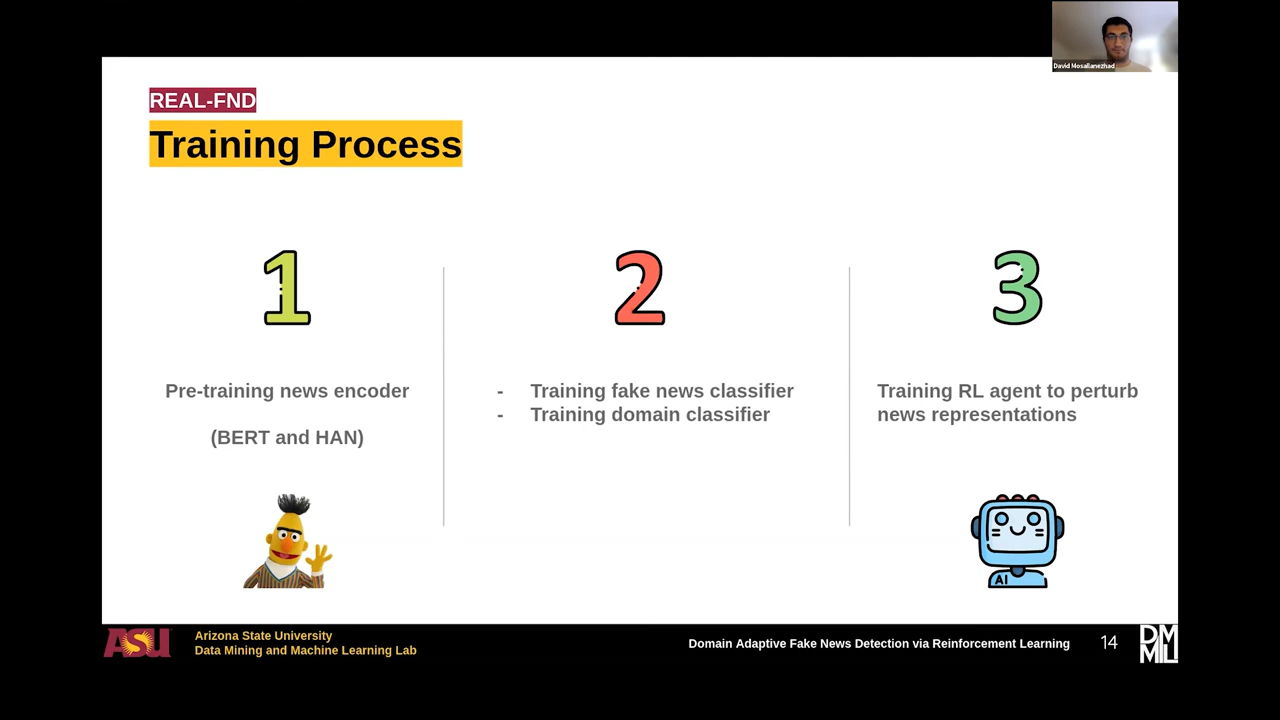 David Mosallanezhad
REAL-FND
Training Process
1
2
3
Pre-training news encoder
(BERT and HAN)
- Training fake news classifier
- Training domain classifier
Training RL agent to perturb
news representations
AI
ASU
Arizona State University
Data Mining and Machine Learning Lab
Domain Adaptive Fake News Detection via Reinforcement Learning
14
DM
ML